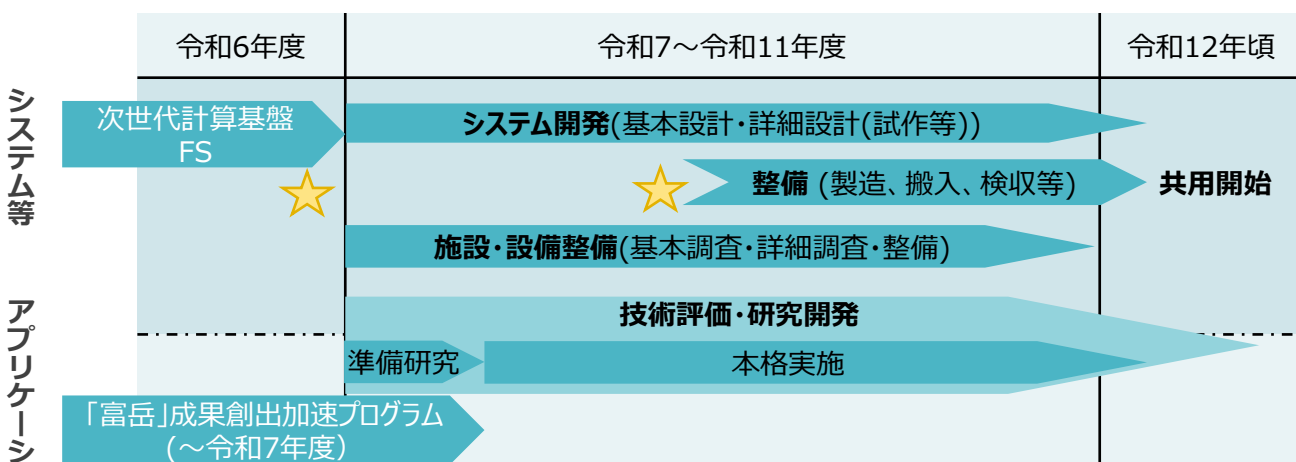 令和6年度
令和7～令和11年度
令和12年頃
システム等
次世代計算基盤
FS
システム開発(基本設計・詳細設計(試作等))
整備 (製造、搬入、検収等)
共用開始
施設・設備整備(基本調査・詳細調査・整備)
技術評価・研究開発
アプリケーシ
準備研究
本格実施
「富岳」成果創出加速プログラム
(～令和7年度)